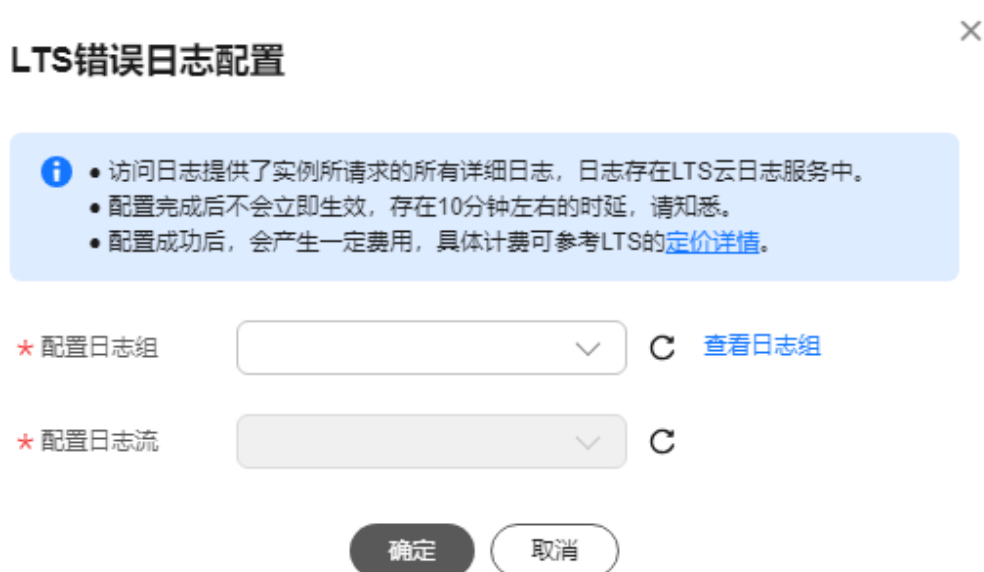 LTS错误日志配置
● 访问日志提供了实例所请求的所有详细日志，日志存在LTS云日志服务中。
● 配置完成后不会立即生效，存在10分钟左右的时延，请知悉。
● 配置成功后，会产生一定费用，具体计费可参考LTS的定价详情。
* 配置日志组
查看日志组
* 配置日志流
确定
取消